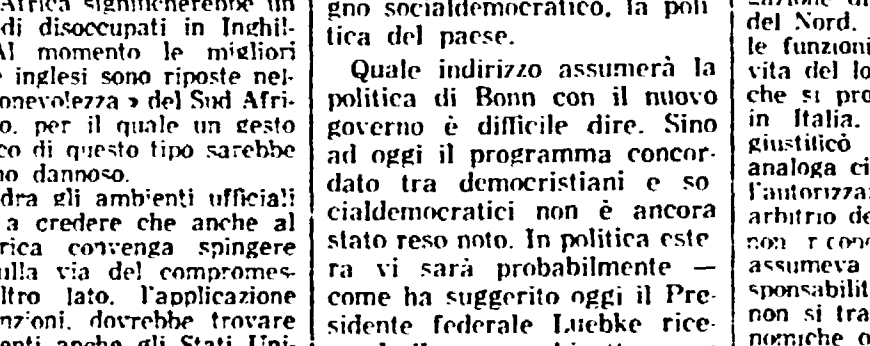 Africa significherebbe un
di disoccupati in Inghil-
Al momento le migliori
e inglesi sono riposte nel-
onevolezza » del Sud Afri-
o. per il quale un gesto
co di questo tipo sarebbe
no dannoso.
dra gli ambienti ufficiali
a credere che anche al
rica convenga spingere
ulla via del compromes-
ltro lato. l'applicazione
nzioni. dovrebbe trovare
enti anche gli Stati Uni-
gno socialdemocratico, la poli
tica del paese.
Quale indirizzo assumerà la
politica di Bonn con il nuovo
governo è difficile dire. Sino
ad oggi il programma concor-
dato tra democristiani e so
cialdemocratici non è ancora
stato reso noto. In politica este
ra vi sarà probabilmente —
come ha suggerito oggi il Pre-
sidente federale Luebke rice-
del Nord.
le funzioni
vita del lo
che si pro
in Italia.
giustificò
analoga ci
l'autorizza
arbitrio de
non
assumeva
sponsabilit
non si tra
nomiche o